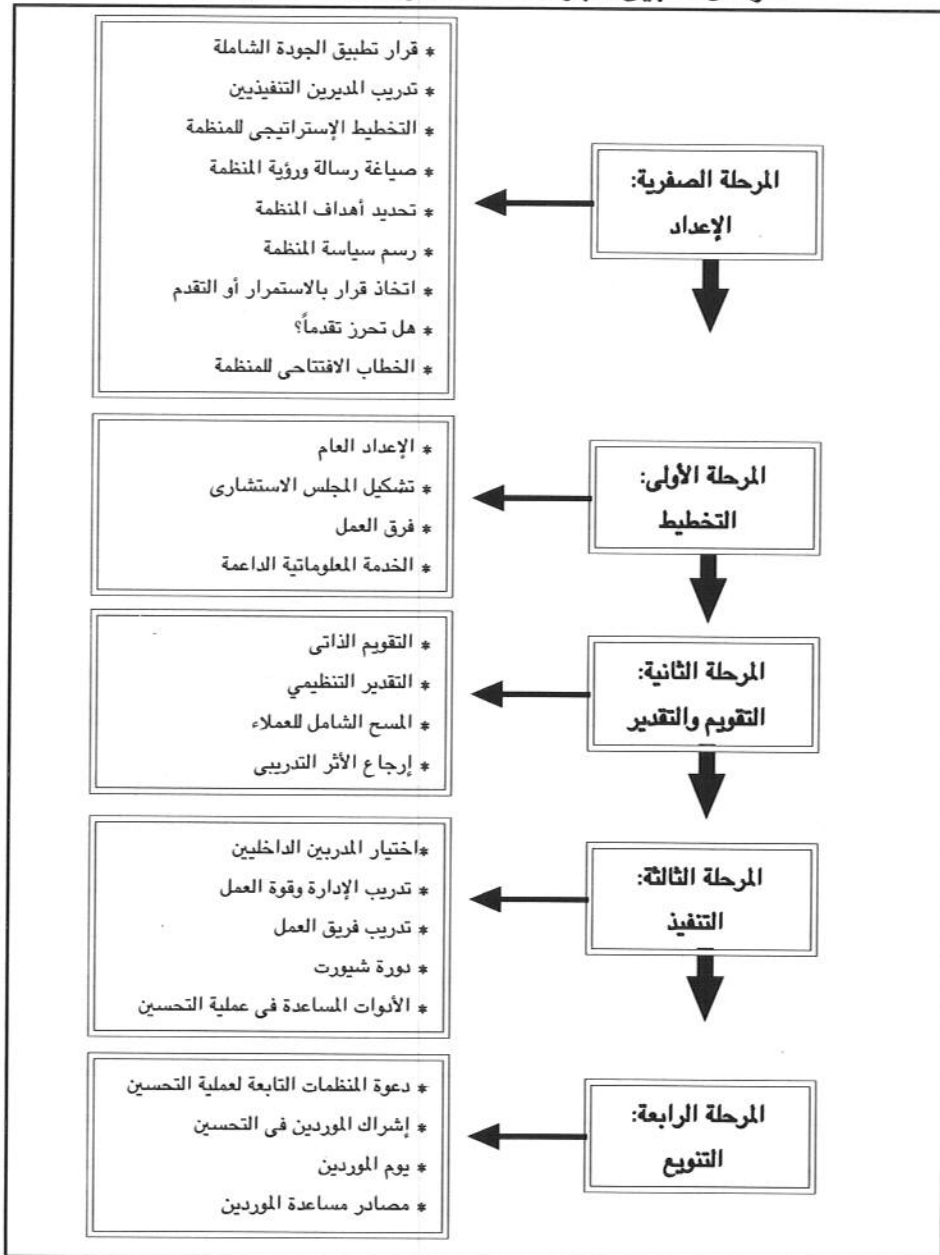 المرحلة الصفرية:
الإعداد
* قرار تطبيق الجودة الشاملة
* تدريب المديرين التنفيذيين
* التخطيط الإستراتيجى للمنظمة
* صياغة رسالة ورؤية المنظمة
* تحديد أهداف المنظمة
* رسم سياسة المنظمة
* اتخاذ قرار بالاستمرار أو التقدم
* هل تحرز تقدماً؟
* الخطاب الافتتاحى للمنظمة
المرحلة الأولى:
التخطيط
* الإعداد العام
* تشكيل المجلس الاستشارى
* فرق العمل
* الخدمة المعلوماتية الداعمة
المرحلة الثانية:
التقويم والتقدير
* التقويم الذاتى
* التقدير التنظيمي
* المسح الشامل للعملاء
* إرجاع الأثر التدريبى
المرحلة الثالثة:
التنفيذ
*اختيار المدربين الداخليين
* تدريب الإدارة وقوة العمل
* تدريب فريق العمل
* دورة شيورت
* الأدوات المساعدة فى عملية التحسين
المرحلة الرابعة:
التنويع
* دعوة المنظمات التابعة لعملية التحسين
* إشراك الموردين فى التحسين
* يوم الموردين
* مصادر مساعدة الموردين